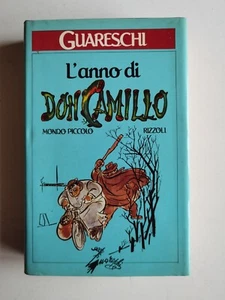 GUARESCHI
L'anno di
DON CAMILLO
MONDO PICCOLO RIZZOLI